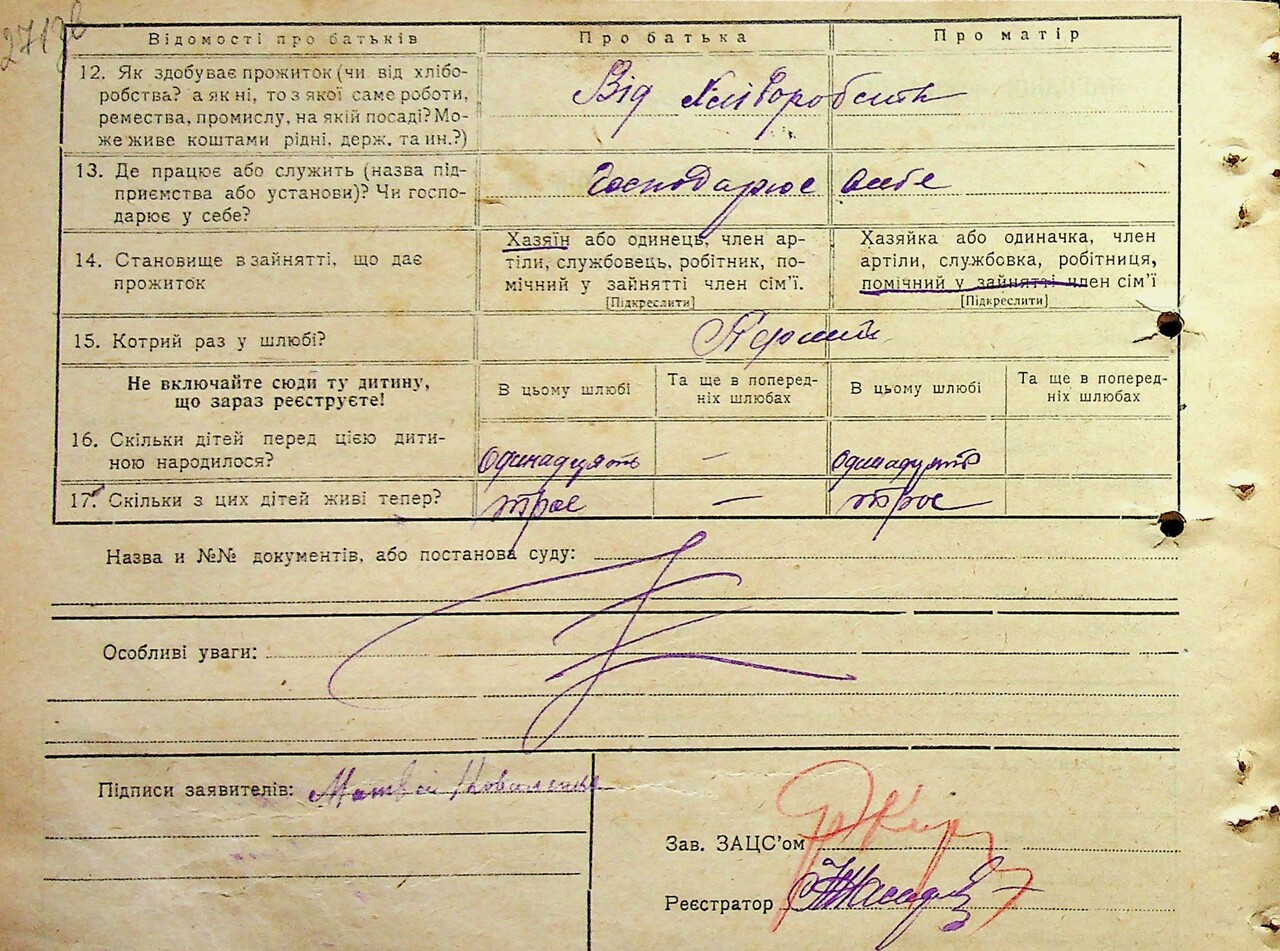 Відомості про батьків Про батька Про матір
12. Як здобуває прожиток (чи від хлібо-
робства? а як ні, то з якої саме роботи,
ремества, промислу, на якій посаді? Мо-
же живе коштами рідні, держ. та ин.?)
Від
13. Де працює або служить (назва під-
приємства або установи)? Чи госпо-
дарює у себе?
Господарює в себе
14. Становище в зайнятті, що дає
прожиток
Хазяїн або одинець, член ар-
тіли, службовець, робітник, по-
мічний у зайнятті член сім'ї.
[Підкреслити]
Хазяйка або одиначка, член
артіли, службовка, робітниця,
помічний у зайнятті член сім'ї
[Підкреслити]
15. Котрий раз у шлюбі?
Перший
Не включайте сюди ту дитину,
що зараз реєструєте!
В цьому шлюбі
Та ще в поперед-
ніх шлюбах
В цьому шлюбі
Та ще в поперед-
ніх шлюбах
16. Скільки дітей перед цією дити-
ною народилося?
одинадцять — одинадцять
17. Скільки з цих дітей живі тепер? троє — троє
Назва и №№ документів, або постанова суду:
Особливі уваги:
Підписи заявителів: Матвій Коваленко
Зав. ЗАЦС'ом
Реєстратор